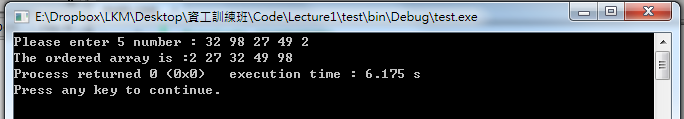 E:\Dropbox\LKM\Desktop\資工訓練班\Code\Lecture1\test\bin\Debug\test.exe
Please enter 5 number : 32 98 27 49 2
The ordered array is :2 27 32 49 98
Process returned 0 (0x0)   execution time : 6.175 s
Press any key to continue.